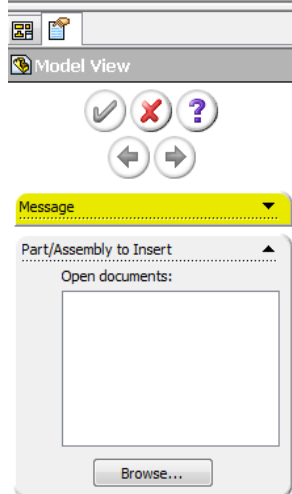 Model View
?
Message
Part/Assembly to Insert
Open documents:
Browse...